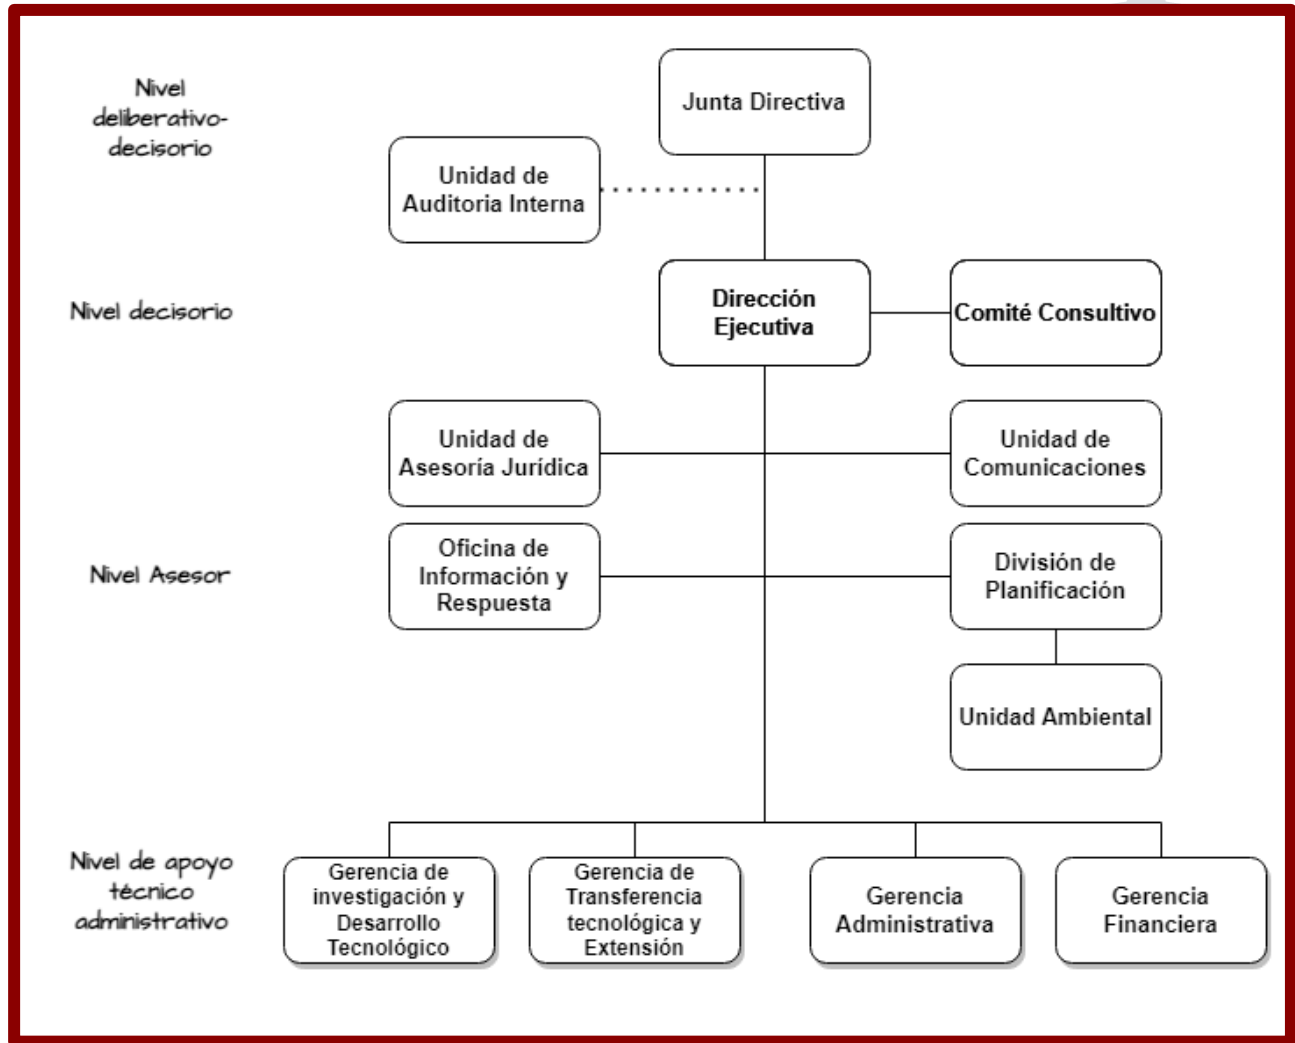 Nivel
deliberativo-
decisorio
Junta Directiva
Unidad de
Auditoria Interna
Nivel decisorio
Dirección
Ejecutiva
Comité Consultivo
Unidad de
Asesoría Jurídica
Unidad de
Comunicaciones
Nivel Asesor
Oficina de
Información y
Respuesta
División de
Planificación
Unidad Ambiental
Nivel de apoyo
técnico
administrativo
Gerencia de
investigación y
Desarrollo
Tecnológico
Gerencia de
Transferencia
tecnológica y
Extensión
Gerencia
Administrativa
Gerencia
Financiera